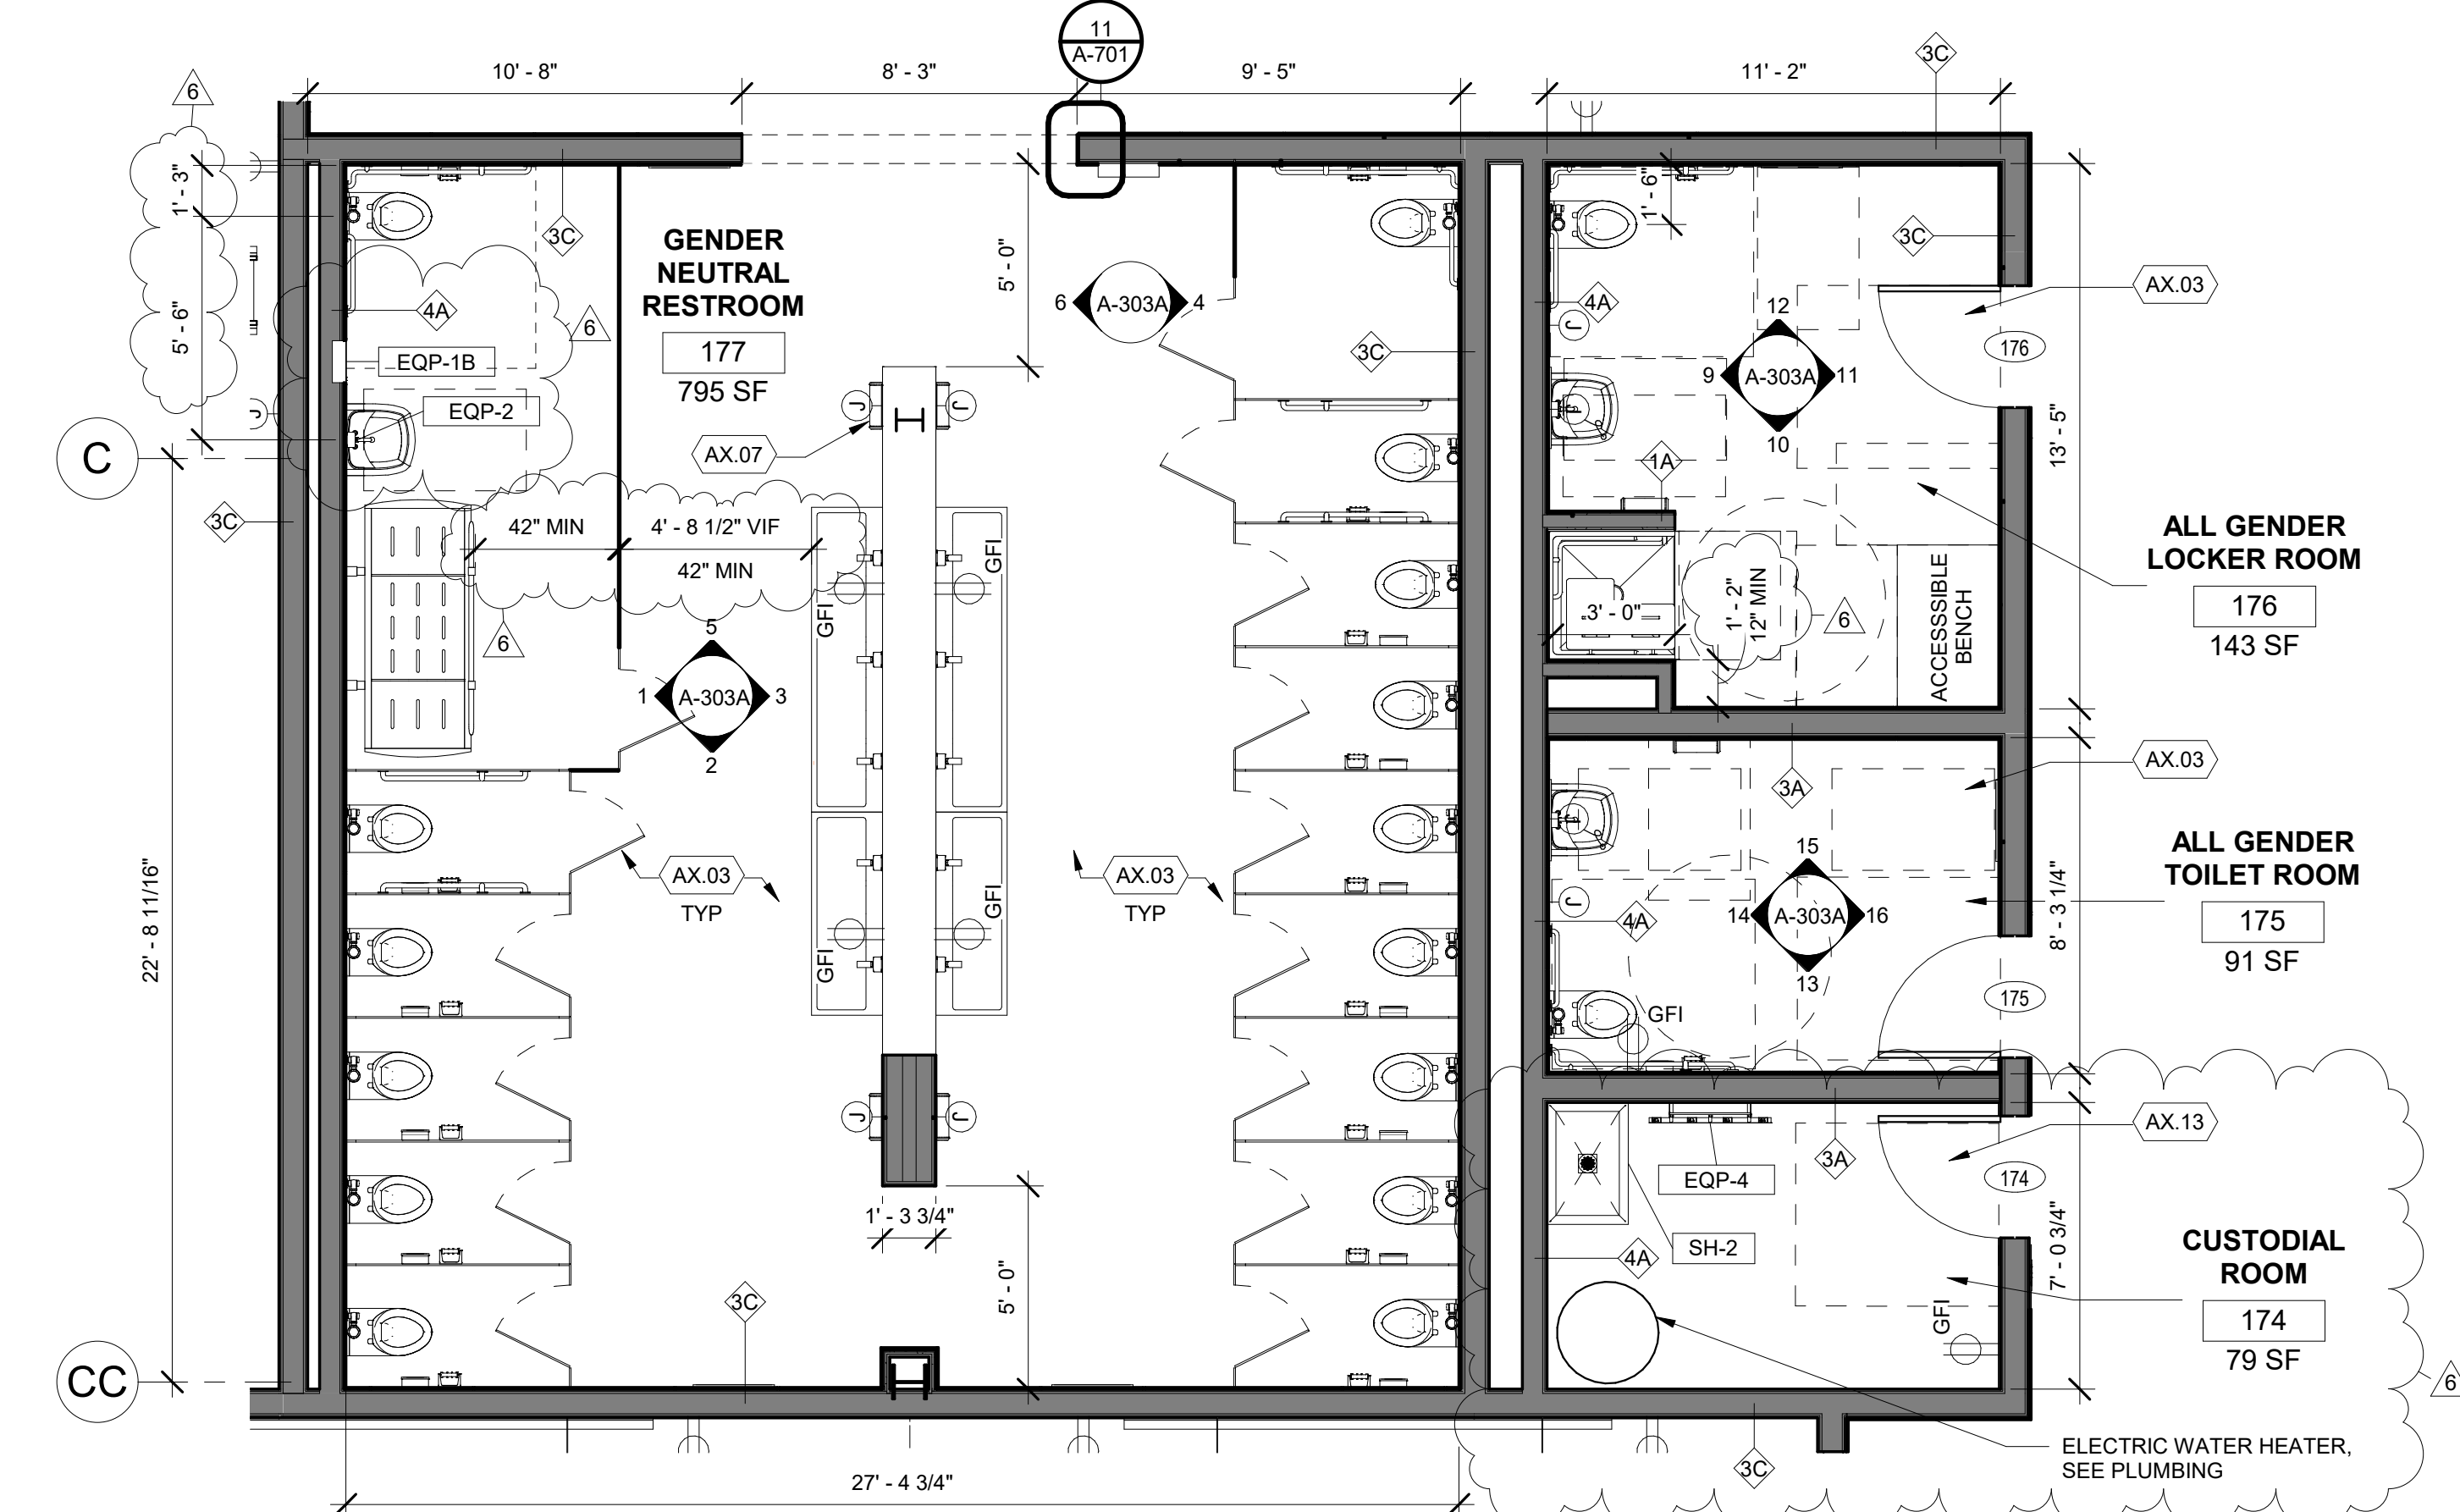 11
A-701
10' - 8"
8' - 3"
9' - 5"
11' - 2"
3C
6
1' - 3"
5' - 6"
3C
4A
6
EQP-1B
EQP-2
GENDER
NEUTRAL
RESTROOM
177
795 SF
AX.07
J
J
J
5' - 0"
6
A-303A
4
3C
1' - 6"
3C
4A
J
12
9
A-303A
11
10
AX.03
176
13' - 5"
1A
C
3C
42" MIN
4' - 8 1/2" VIF
42" MIN
6
GFI
GFI
5
1
A-303A
3
2
3' - 0"
1' - 2"
12" MIN
6
ACCESSSIBLE
BENCH
ALL GENDER
LOCKER ROOM
176
143 SF
3A
AX.03
ALL GENDER
TOILET ROOM
175
91 SF
15
14
A-303A
16
13
J
4A
GFI
8' - 3 1/4"
175
22' - 8 11/16"
AX.03
TYP
AX.03
TYP
GFI
GFI
J
J
1' - 3 3/4"
5' - 0"
3C
CC
EQP-4
SH-2
3A
4A
AX.13
174
7' - 0 3/4"
GFI
CUSTODIAL
ROOM
174
79 SF
6
3C
ELECTRIC WATER HEATER,
SEE PLUMBING
27' - 4 3/4"